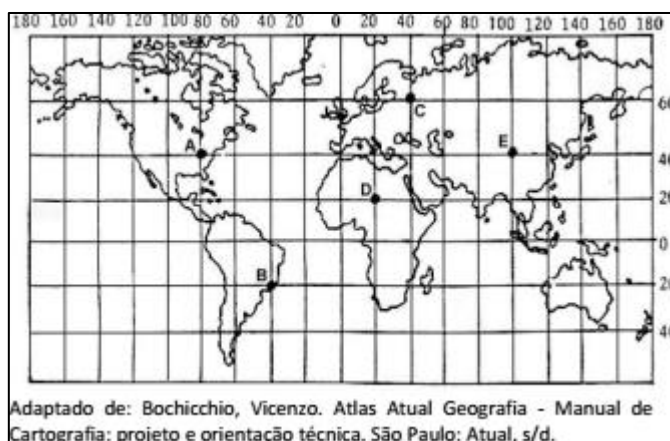 180 160 140 120 100 80 60 40 20 0 20 40 60 80 100 120 140 160 180
60
C
A
E
40
D
20
0
B
20
40
Adaptado de: Bochicchio, Vicenzo. Atlas Atual Geografia - Manual de
Cartografia: projeto e orientação técnica. São Paulo: Atual, s/d.